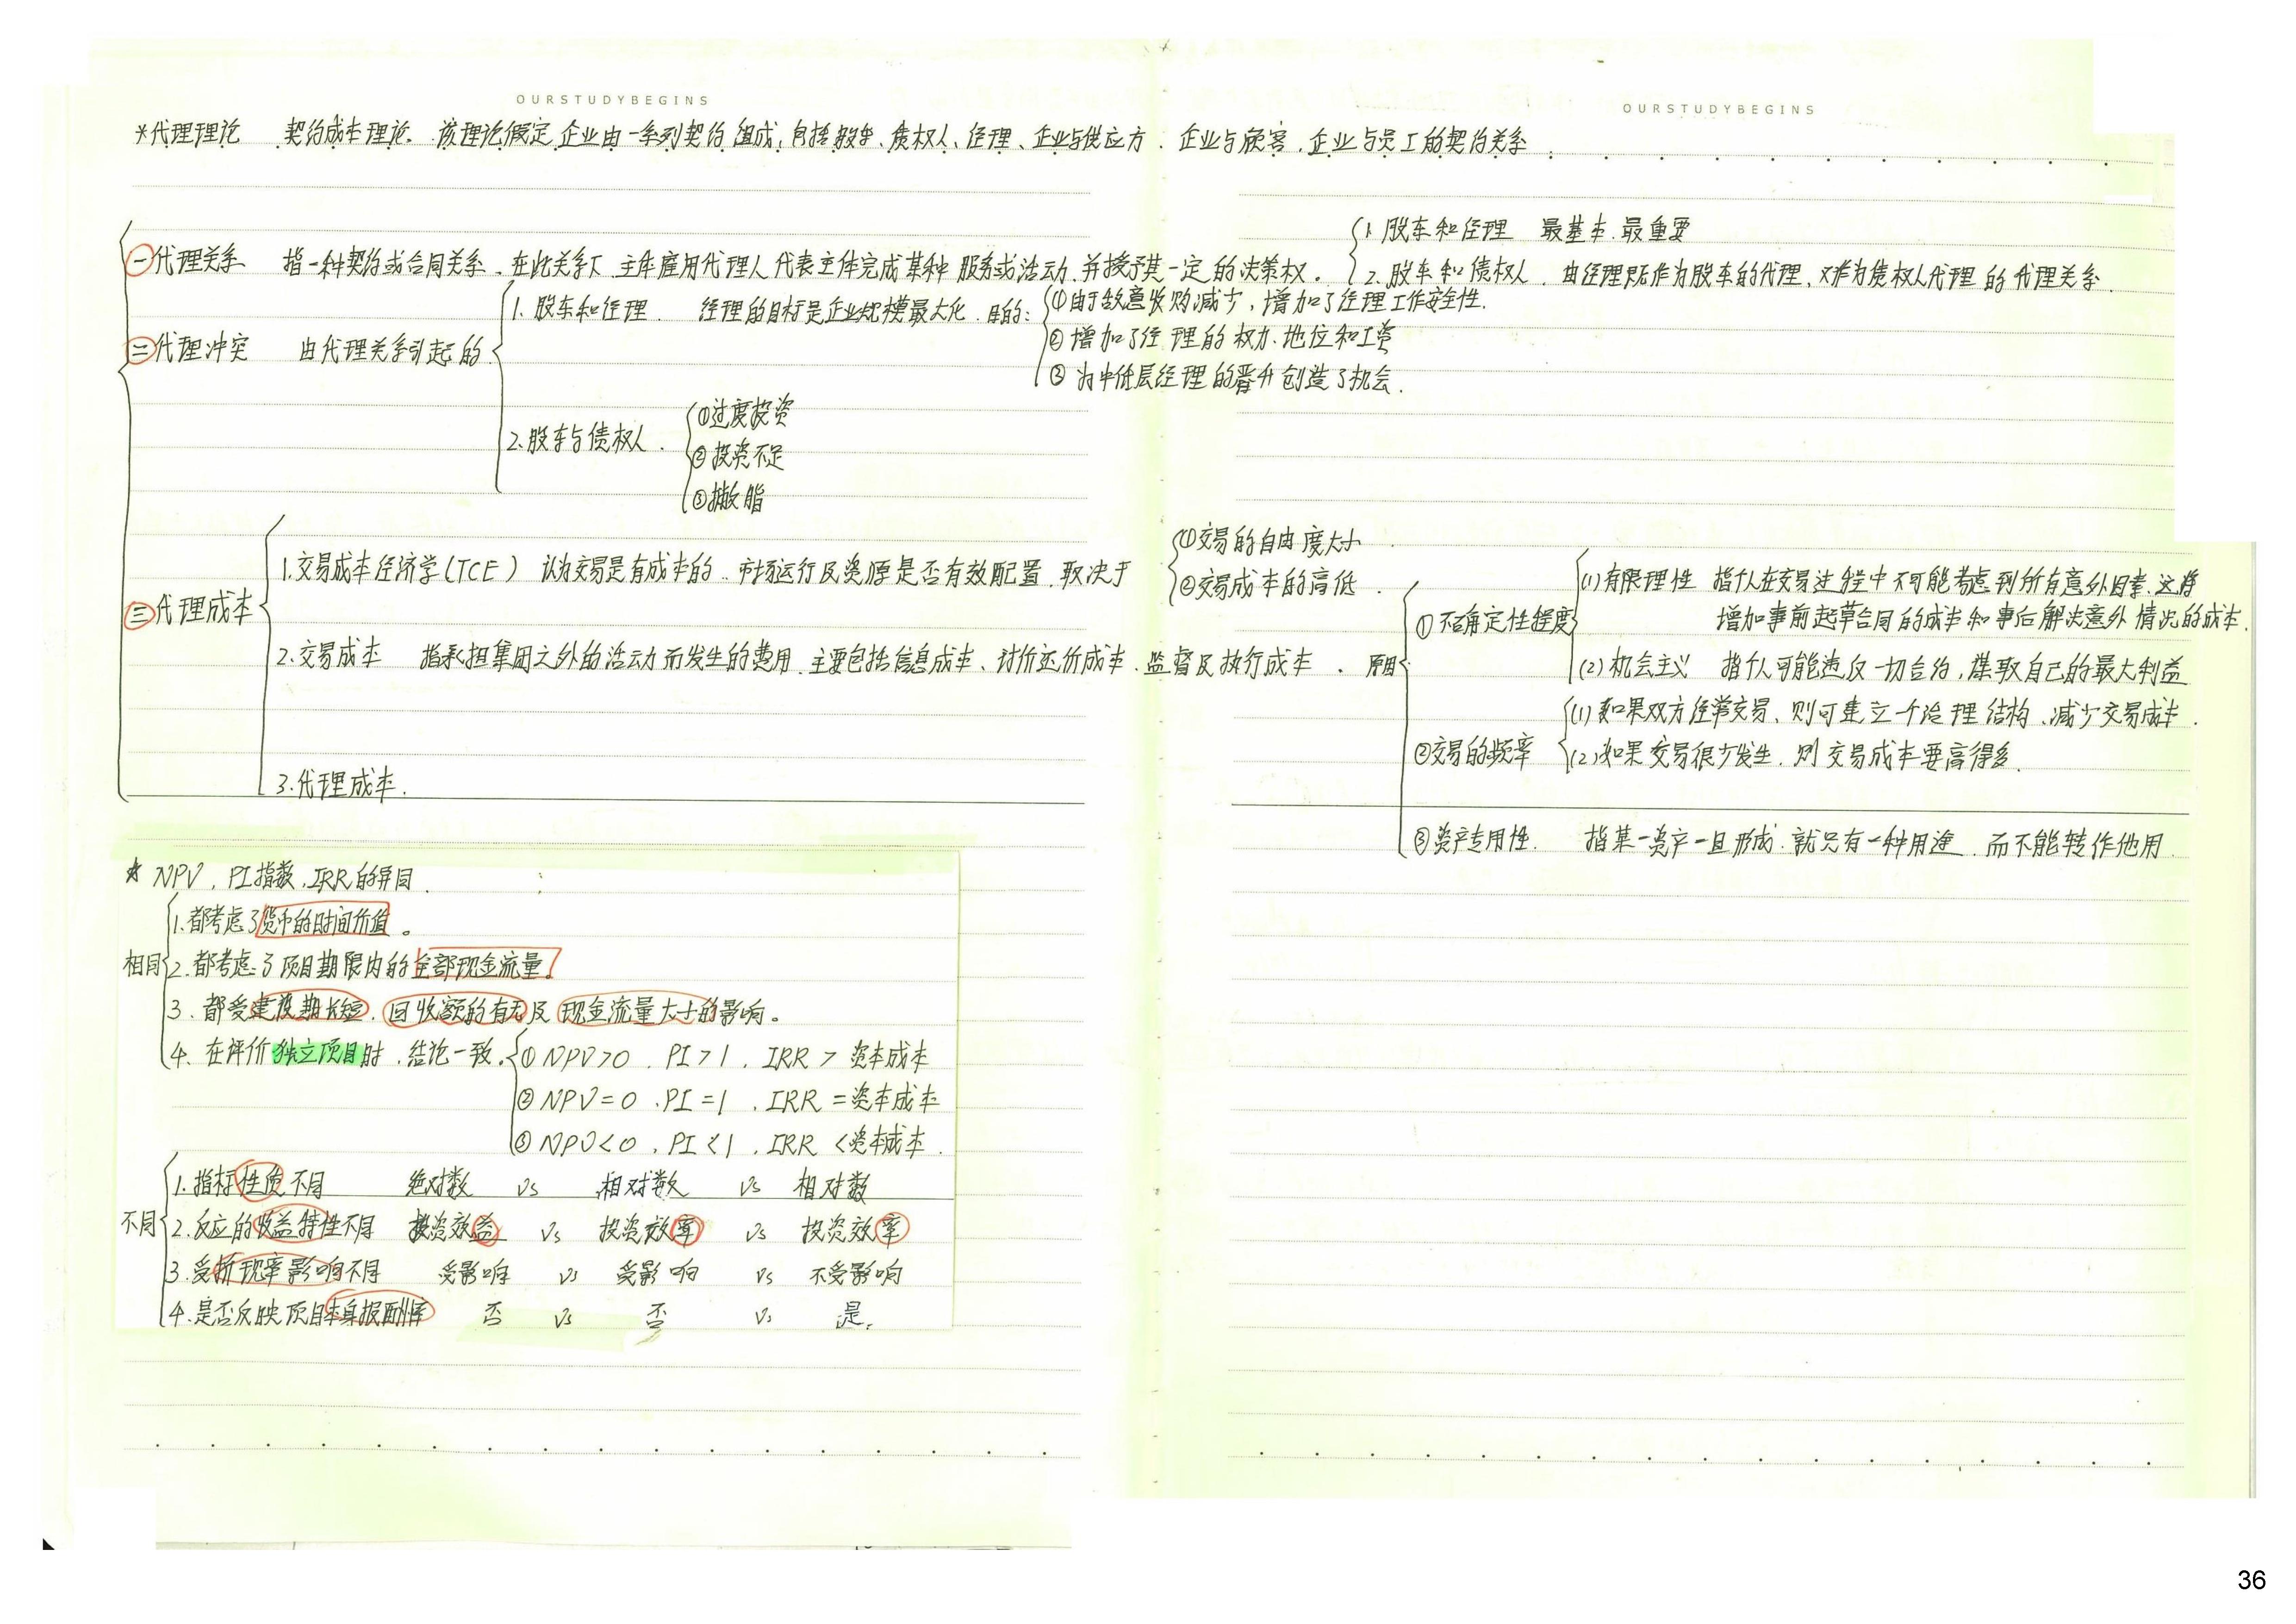 OURSTUDYBEGINS
OURSTUDYBEGINS
*代理理论 契约成本理论. 该理论假定企业由一系列契约组成, 包括股东、债权人、经理、企业与供应方、企业与顾客、企业与员工的契约关系
㊀代理关系 指一种契约或合同关系, 在此关系下, 主体雇用代理人代表主体完成某种服务或活动, 并授予其一定的决策权.
1. 股东和经理 最基本.最重要
2. 股东和债权人. 由经理既作为股东的代理, 又作为债权人代理的代理关系.
㊁代理冲突 由代理关系引起的
1. 股东和经理. 经理的目标是企业规模最大化. 目的:
①由于敌意收购减少, 增加了经理工作安全性.
②增加了经理的权力、地位和工资
③为中低层经理的晋升创造了机会.
2. 股东与债权人.
①过度投资
②投资不足
③撇脂
㊂代理成本
1. 交易成本经济学(TCE) 认为交易是有成本的. 市场运行及资源是否有效配置, 取决于
①交易的自由度大小
②交易成本的高低.
2. 交易成本 指承担集团之外的活动而发生的费用. 主要包括信息成本、讨价还价成本、监督及执行成本. 原因
①不确定性程度
(1)有限理性 指人在交易过程中不可能考虑到所有意外因素. 这将
增加事前起草合同的成本和事后解决意外情况的成本.
(2)机会主义 指人可能违反一切合约, 谋取自己的最大利益
②交易的频率
(1)如果双方经常交易, 则可建立一个治理结构, 减少交易成本.
(2)如果交易很少发生, 则交易成本要高得多.
③资产专用性. 指某一资产一旦形成, 就只有一种用途, 而不能转作他用.
3. 代理成本.
☆ NPV, PI指数, IRR的异同.
相同
1. 都考虑了货币的时间价值。
2. 都考虑了项目期限内的全部现金流量.
3. 都受建设期长短、回收额的有无及现金流量大小的影响。
4. 在评价独立项目时, 结论一致.
①NPV>0, PI>1, IRR>资本成本
②NPV=0, PI=1, IRR=资本成本
③NPV<0, PI<1, IRR<资本成本.
不同
1. 指标性质不同 绝对数 vs 相对数 vs 相对数
2. 反应的收益特性不同 投资效益 vs 投资效率 vs 投资效率
3. 受折现率影响不同 受影响 vs 受影响 vs 不受影响
4. 是否反映项目本身报酬率 否 vs 否 vs 是.
36